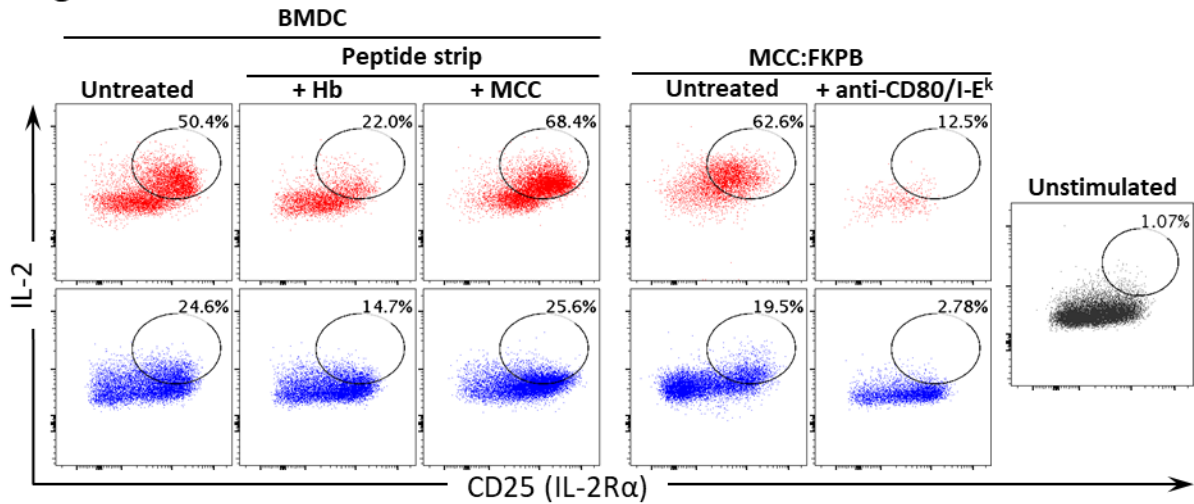 BMDC
Peptide strip
MCC:FKPB
Untreated
+ Hb
+ MCC
Untreated
+ anti-CD80/I-Eᵏ
50.4%
22.0%
68.4%
62.6%
12.5%
Unstimulated
1.07%
IL-2
24.6%
14.7%
25.6%
19.5%
2.78%
CD25 (IL-2Rα)